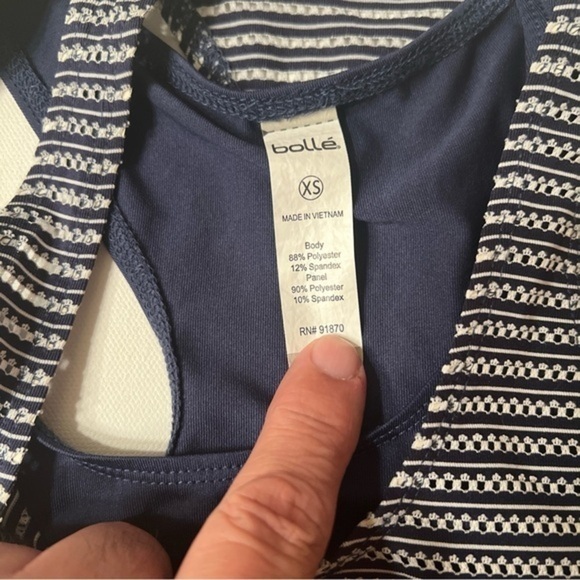 bollé
XS
MADE IN VIETNAM
Body
88% Polyester
12% Spandex
Panel
90% Polyester
10% Spandex
RN# 91870